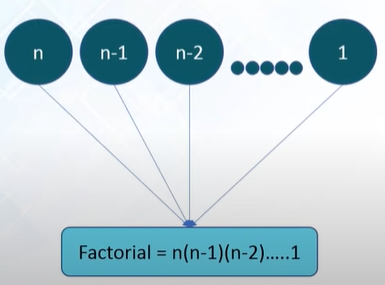 n n-1 n-2 1
Factorial = n(n-1)(n-2).....1